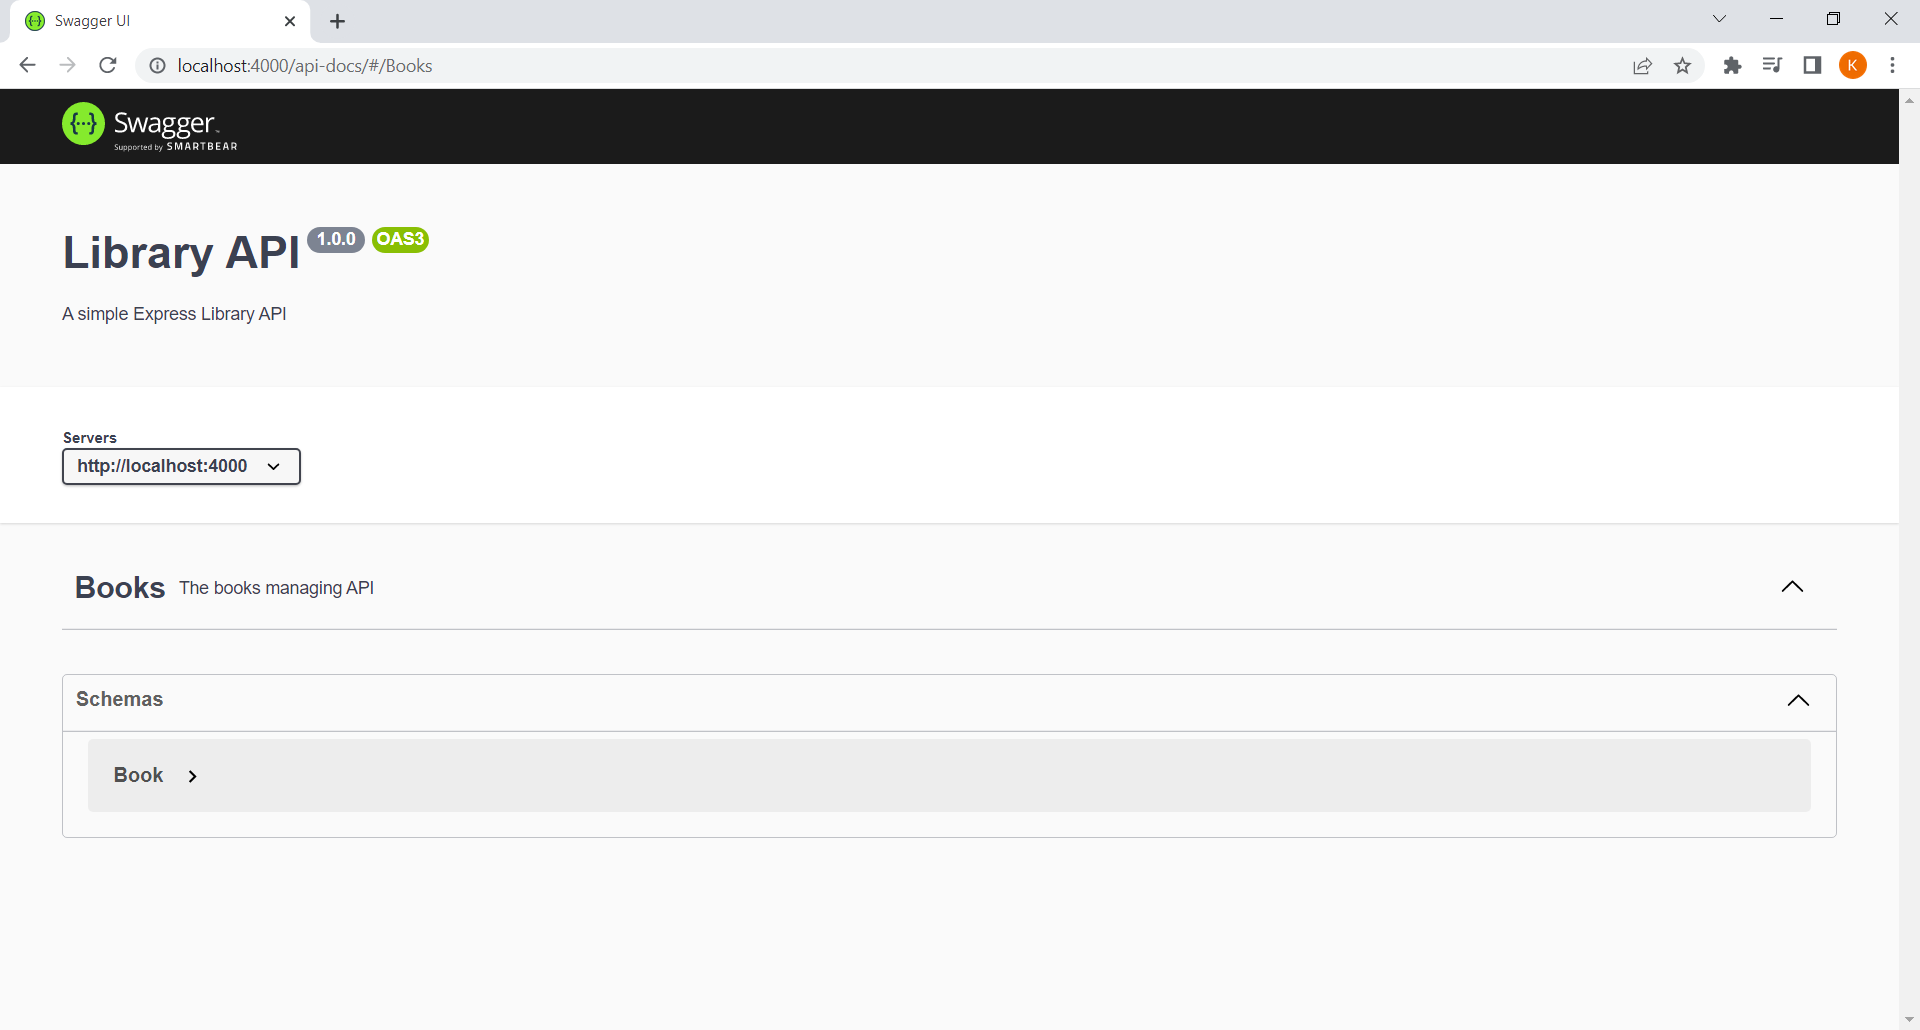 Swagger UI
localhost:4000/api-docs/#/Books
K
{···} Swagger™
Supported by SMARTBEAR
Library API 1.0.0 OAS3
A simple Express Library API
Servers
http://localhost:4000
Books The books managing API
Schemas
Book